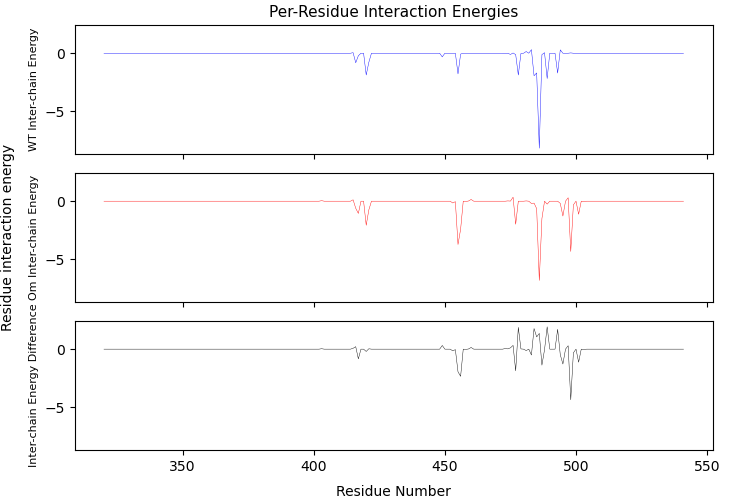 Per-Residue Interaction Energies
WT Inter-chain Energy
0
−5
Residue interaction energy
Om Inter-chain Energy
0
−5
Inter-chain Energy Difference
0
−5
350
400
450
500
550
Residue Number